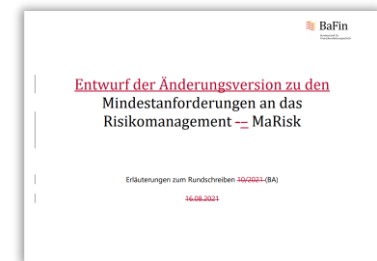 BaFin
Entwurf der Änderungsversion zu den
Mindestanforderungen an das
Risikomanagement -- MaRisk
Erläuterungen zum Rundschreiben 10/2021 (BA)
16.08.2021